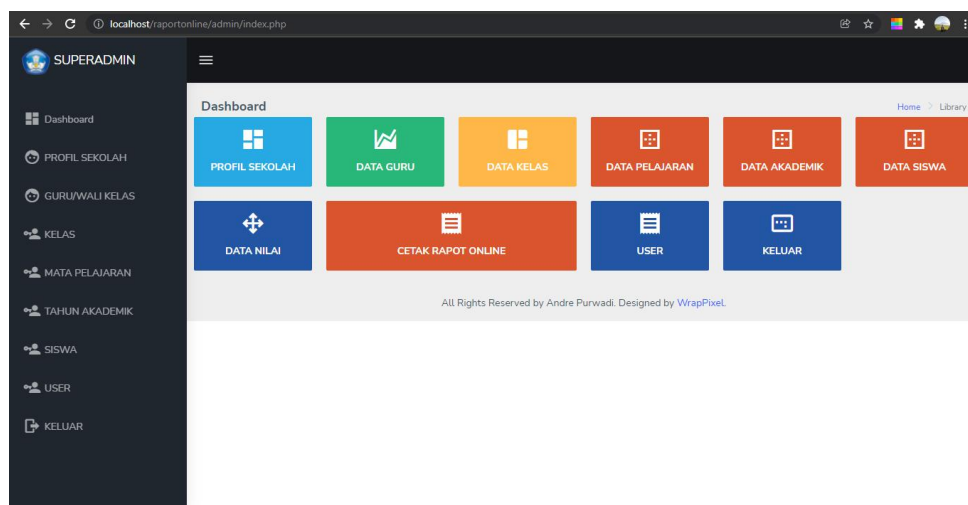 localhost/raportonline/admin/index.php
SUPERADMIN
Dashboard
PROFIL SEKOLAH
GURU/WALI KELAS
KELAS
MATA PELAJARAN
TAHUN AKADEMIK
SISWA
USER
KELUAR
Dashboard
Home > Library
PROFIL SEKOLAH
DATA GURU
DATA KELAS
DATA PELAJARAN
DATA AKADEMIK
DATA SISWA
DATA NILAI
CETAK RAPOT ONLINE
USER
KELUAR
All Rights Reserved by Andre Purwadi. Designed by WrapPixel.